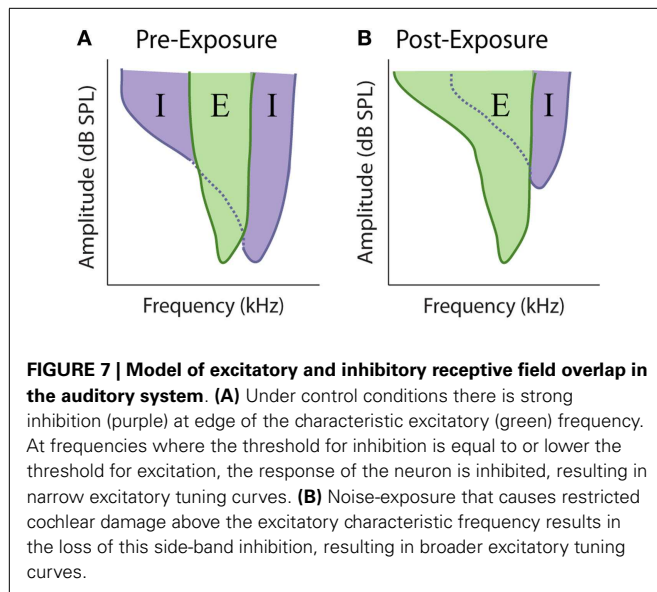 A Pre-Exposure
B Post-Exposure
I E I
E I
Amplitude (dB SPL)
Amplitude (dB SPL)
Frequency (kHz)
Frequency (kHz)
FIGURE 7 | Model of excitatory and inhibitory receptive field overlap in
the auditory system. (A) Under control conditions there is strong
inhibition (purple) at edge of the characteristic excitatory (green) frequency.
At frequencies where the threshold for inhibition is equal to or lower the
threshold for excitation, the response of the neuron is inhibited, resulting in
narrow excitatory tuning curves. (B) Noise-exposure that causes restricted
cochlear damage above the excitatory characteristic frequency results in
the loss of this side-band inhibition, resulting in broader excitatory tuning
curves.